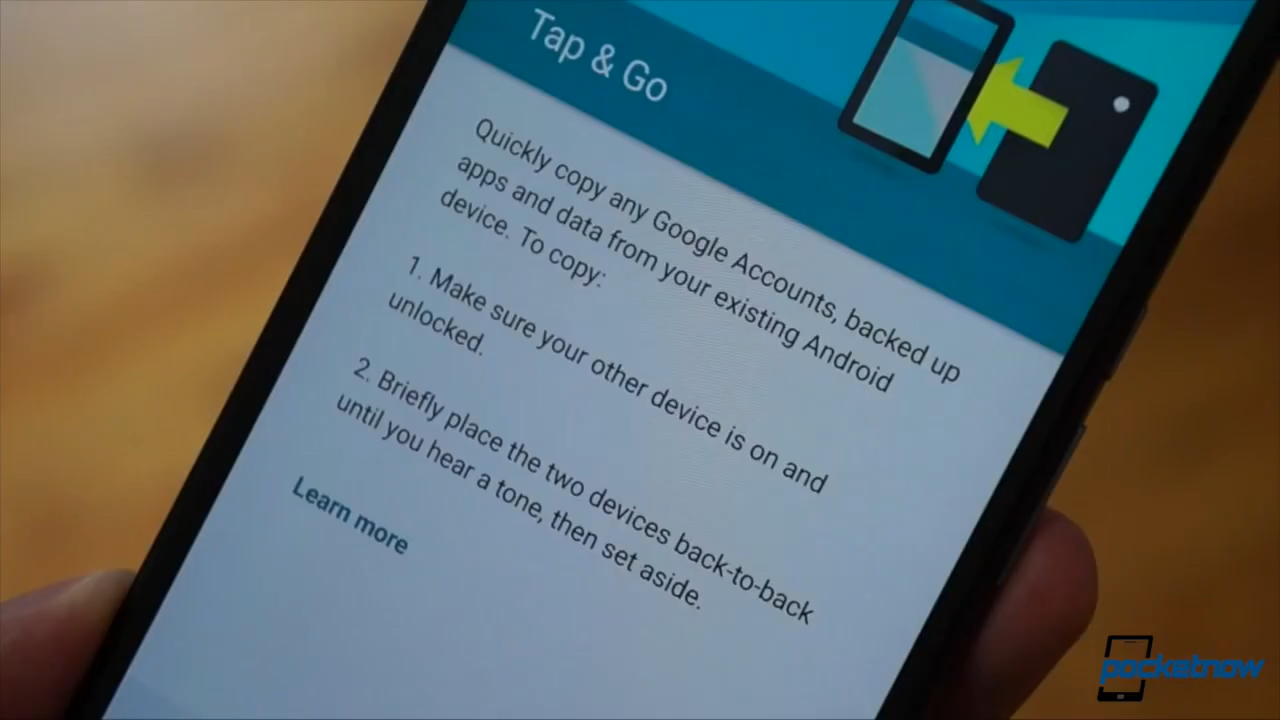 Tap & Go
Quickly copy any Google Accounts, backed up
apps and data from your existing Android
device. To copy:
1. Make sure your other device is on and
unlocked.
2. Briefly place the two devices back-to-back
until you hear a tone, then set aside.
Learn more
pocketnow